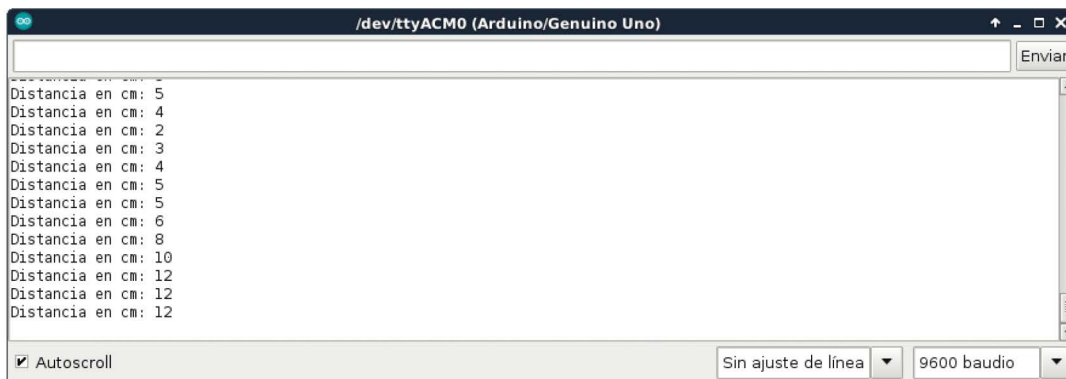 /dev/ttyACM0 (Arduino/Genuino Uno)
Enviar
Distancia en cm:
Distancia en cm: 5
Distancia en cm: 4
Distancia en cm: 2
Distancia en cm: 3
Distancia en cm: 4
Distancia en cm: 5
Distancia en cm: 5
Distancia en cm: 6
Distancia en cm: 8
Distancia en cm: 10
Distancia en cm: 12
Distancia en cm: 12
Distancia en cm: 12
Autoscroll
Sin ajuste de línea
9600 baudio